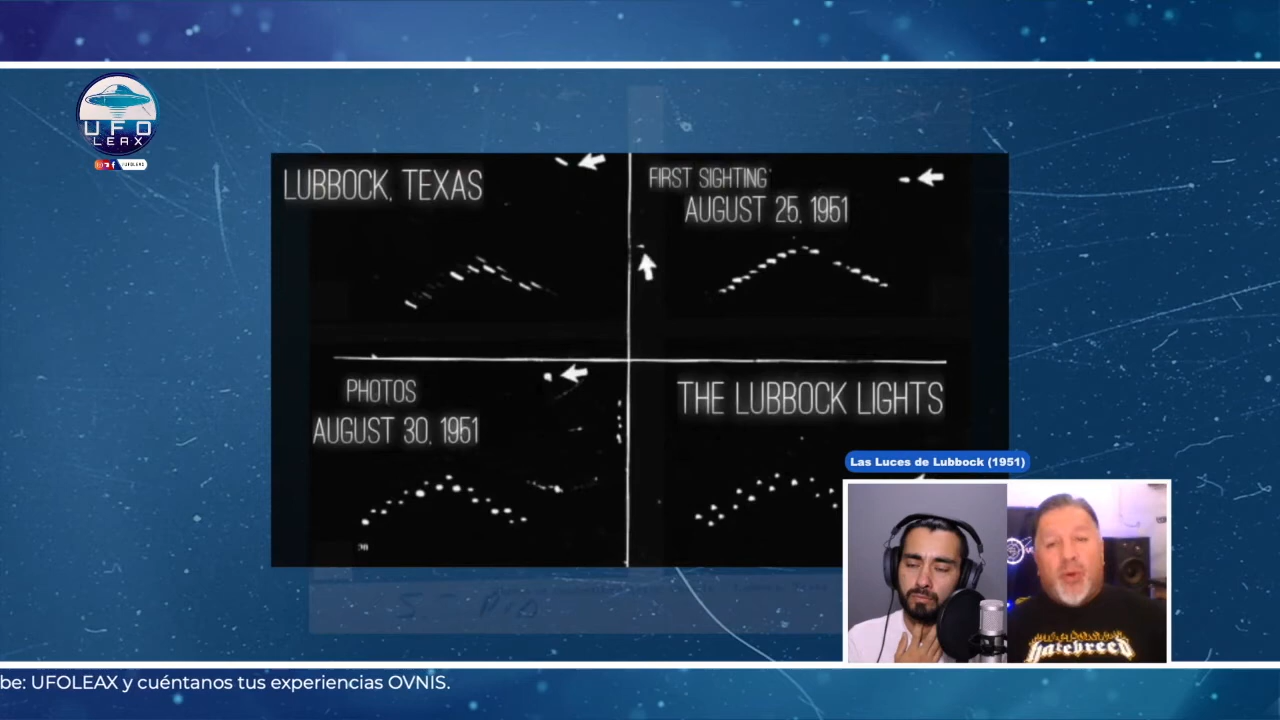 UFO
LEAX
UFOLEAX
LUBBOCK, TEXAS
FIRST SIGHTING
AUGUST 25, 1951
PHOTOS
AUGUST 30, 1951
THE LUBBOCK LIGHTS
Las Luces de Lubbock (1951)
hatebreed
be: UFOLEAX y cuéntanos tus experiencias OVNIS.